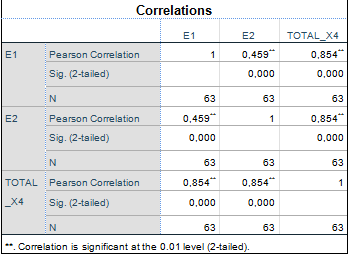 Correlations
E1 E2 TOTAL_X4
E1 Pearson Correlation 1 0,459** 0,854**
Sig. (2-tailed) 0,000 0,000
N 63 63 63
E2 Pearson Correlation 0,459** 1 0,854**
Sig. (2-tailed) 0,000 0,000
N 63 63 63
TOTAL Pearson Correlation 0,854** 0,854** 1
_X4 Sig. (2-tailed) 0,000 0,000
N 63 63 63
**. Correlation is significant at the 0.01 level (2-tailed).